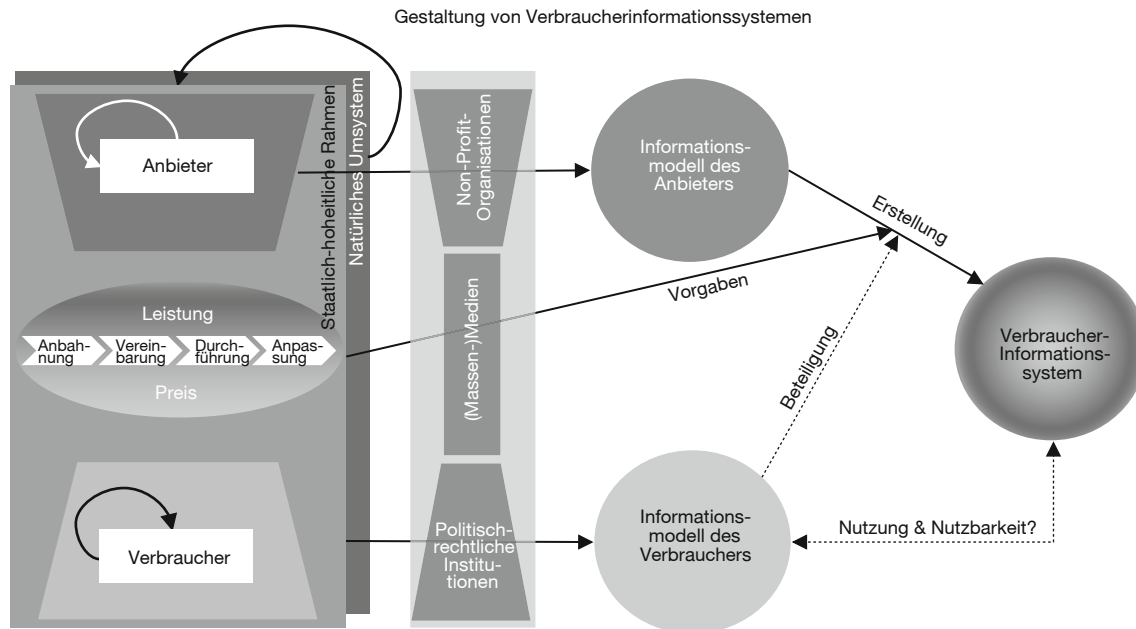 Gestaltung von Verbraucherinformationssystemen
Anbieter
Staatlich-hoheitliche Rahmen
Natürliches Umsystem
Leistung
Anbah-
nung
Verein-
barung
Durch-
führung
Anpas-
sung
Preis
Verbraucher
Non-Profit-
Organisationen
(Massen-)Medien
Politisch-
rechtliche
Institu-
tionen
Informations-
modell des
Anbieters
Erstellung
Vorgaben
Beteiligung
Verbraucher-
Informations-
system
Informations-
modell des
Verbrauchers
Nutzung & Nutzbarkeit?